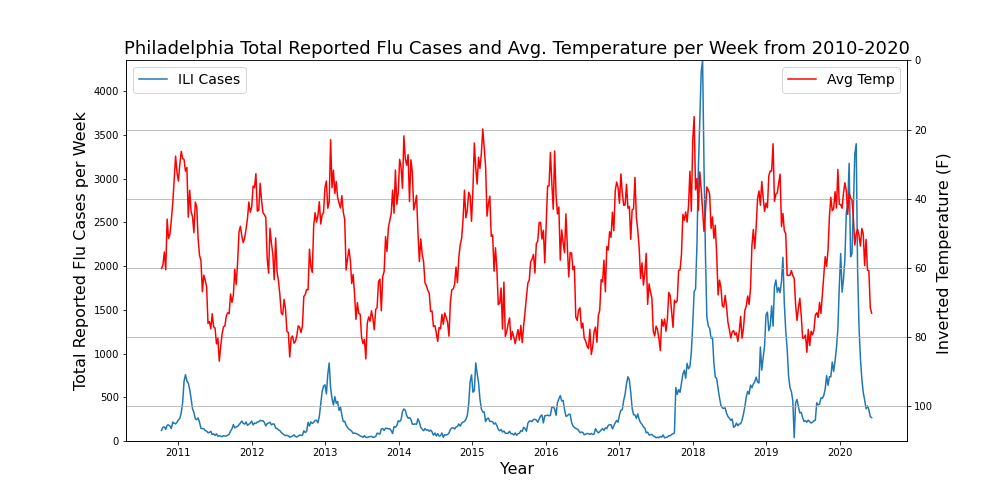 Philadelphia Total Reported Flu Cases and Avg. Temperature per Week from 2010-2020
ILI Cases
Avg Temp
Total Reported Flu Cases per Week
4000
3500
3000
2500
2000
1500
1000
500
0
0
20
40
60
80
100
Inverted Temperature (F)
2011 2012 2013 2014 2015 2016 2017 2018 2019 2020
Year